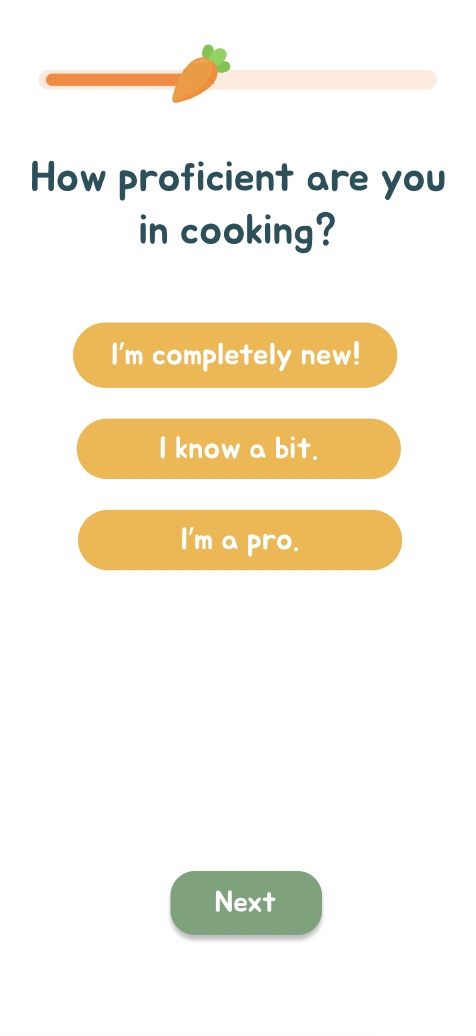 How proficient are you
in cooking?
I'm completely new!
I know a bit.
I'm a pro.
Next